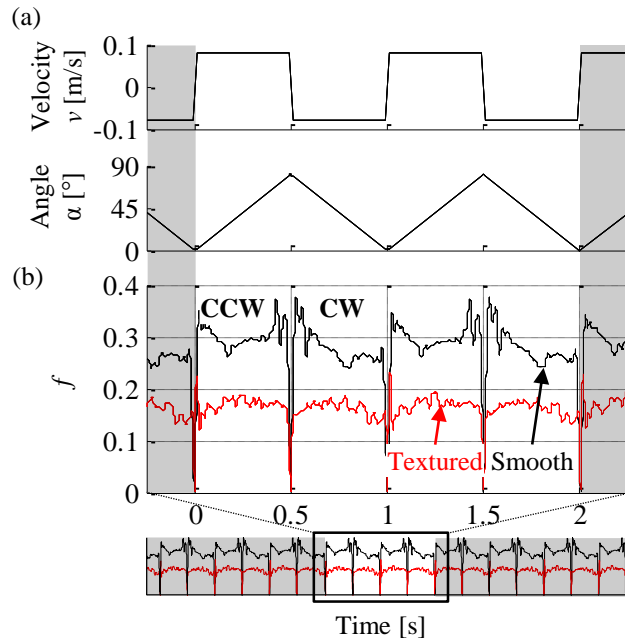 (a)
Velocity
v [m/s]
0.1
0
-0.1
Angle
α [°]
90
45
0
(b)
f
0.4
0.3
0.2
0.1
0
CCW
CW
Textured
Smooth
0
0.5
1
1.5
2
Time [s]